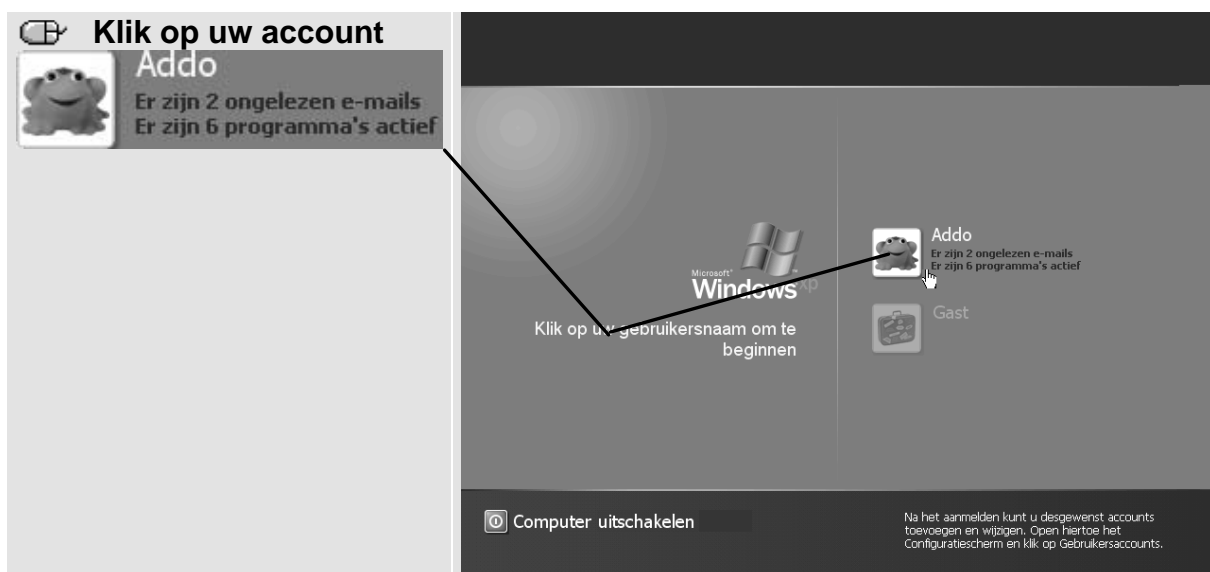 Klik op uw account
Addo
Er zijn 2 ongelezen e-mails
Er zijn 6 programma's actief
Microsoft
Windows xp
Klik op uw gebruikersnaam om te
beginnen
Addo
Er zijn 2 ongelezen e-mails
Er zijn 6 programma's actief
Gast
Computer uitschakelen
Na het aanmelden kunt u desgewenst accounts
toevoegen en wijzigen. Open hiertoe het
Configuratiescherm en klik op Gebruikersaccounts.